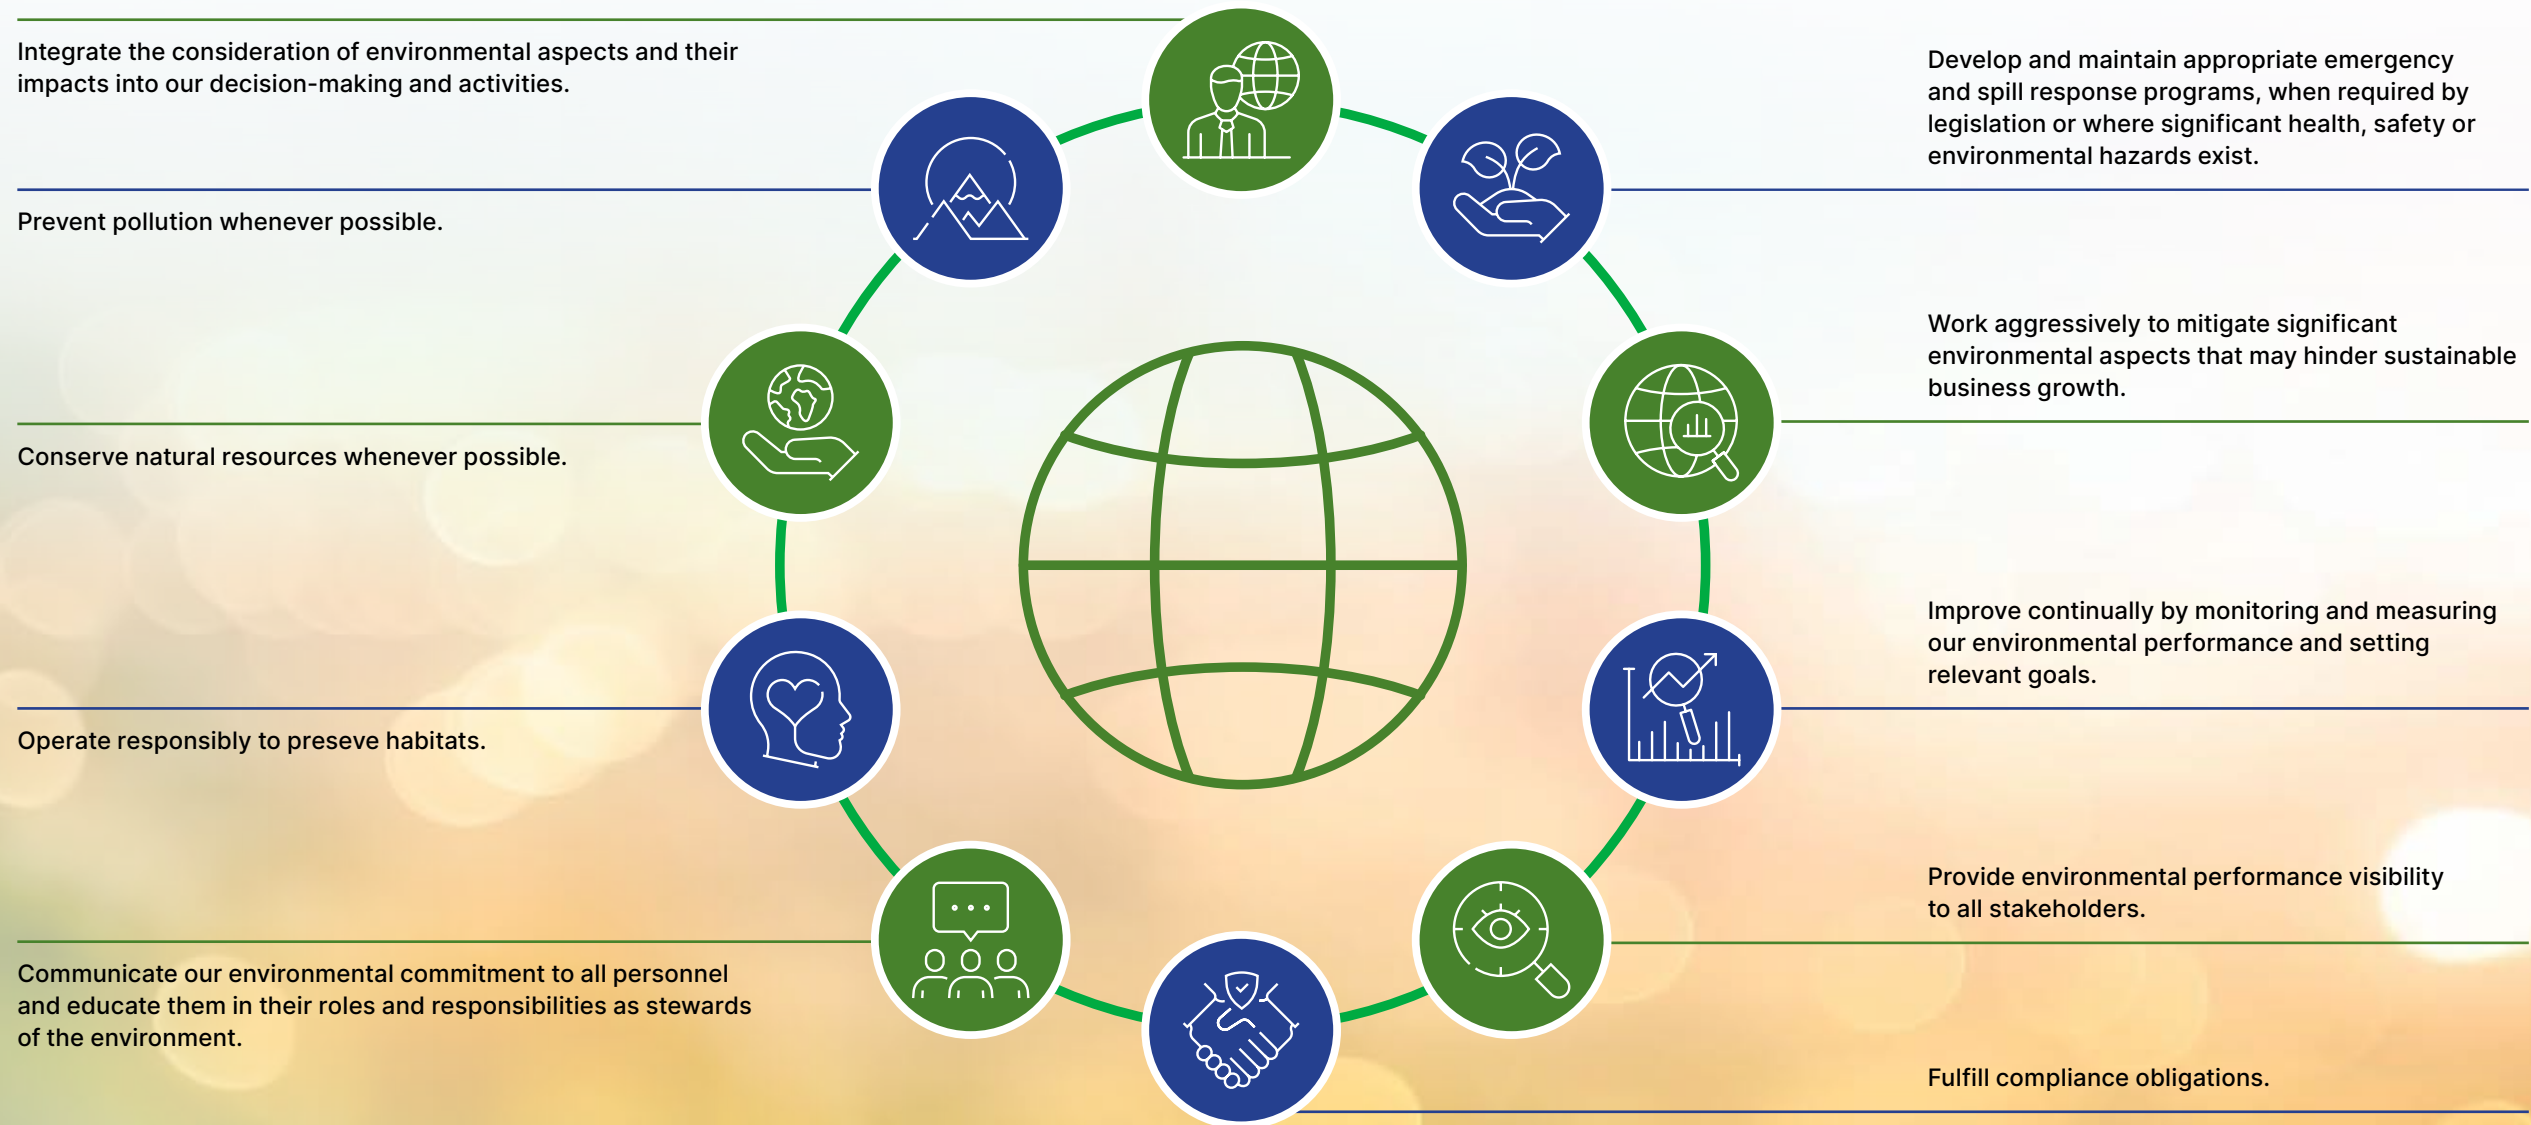 Integrate the consideration of environmental aspects and their
impacts into our decision-making and activities.
Prevent pollution whenever possible.
Conserve natural resources whenever possible.
Operate responsibly to preseve habitats.
Communicate our environmental commitment to all personnel
and educate them in their roles and responsibilities as stewards
of the environment.
Develop and maintain appropriate emergency
and spill response programs, when required by
legislation or where significant health, safety or
environmental hazards exist.
Work aggressively to mitigate significant
environmental aspects that may hinder sustainable
business growth.
Improve continually by monitoring and measuring
our environmental performance and setting
relevant goals.
Provide environmental performance visibility
to all stakeholders.
Fulfill compliance obligations.